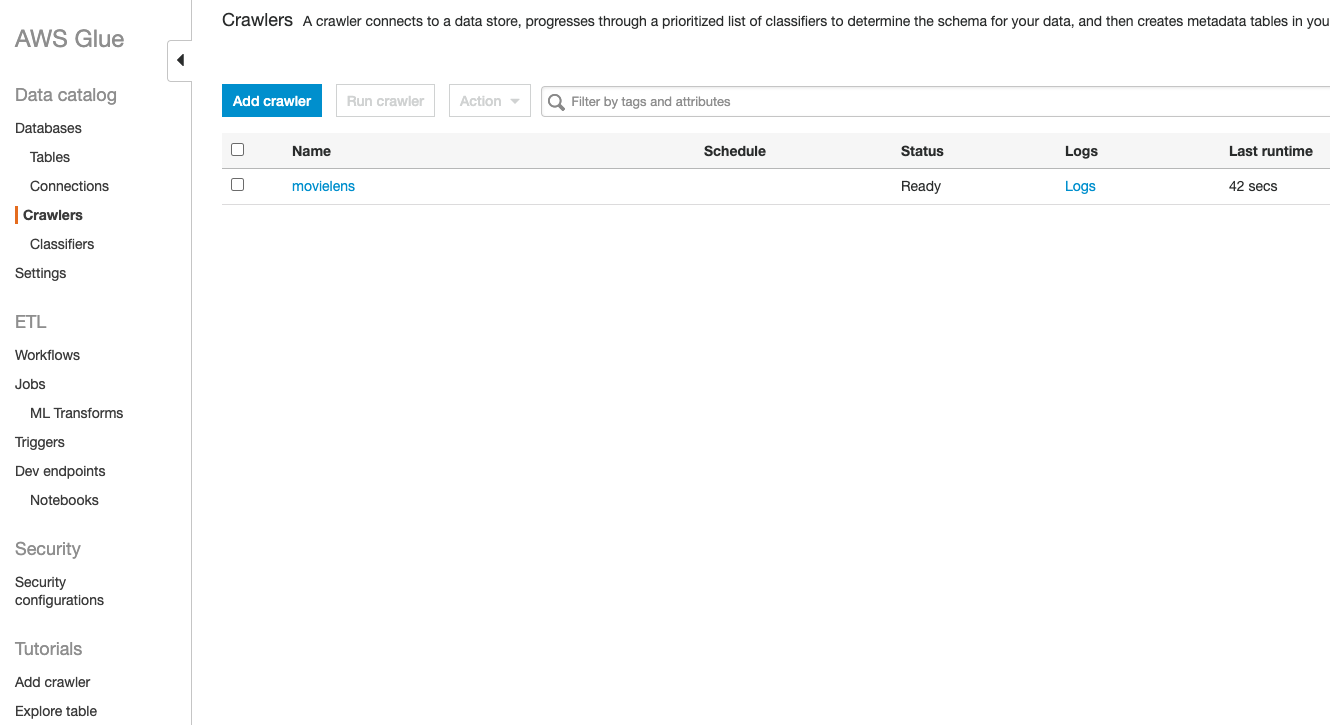 AWS Glue
Data catalog
Databases
Tables
Connections
Crawlers
Classifiers
Settings
ETL
Workflows
Jobs
ML Transforms
Triggers
Dev endpoints
Notebooks
Security
Security
configurations
Tutorials
Add crawler
Explore table
Crawlers A crawler connects to a data store, progresses through a prioritized list of classifiers to determine the schema for your data, and then creates metadata tables in you
Add crawler Run crawler Action Filter by tags and attributes
Name Schedule Status Logs Last runtime
movielens Ready Logs 42 secs